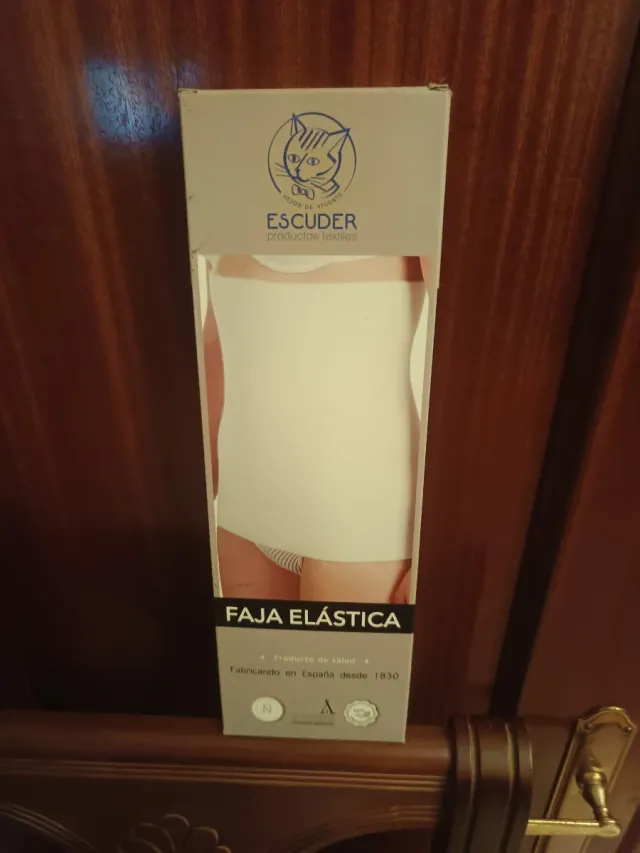 HIJOS DE VICENTE
ESCUDER
productos textiles
FAJA ELÁSTICA
Producto de salud
Fabricando en España desde 1830
Ñ